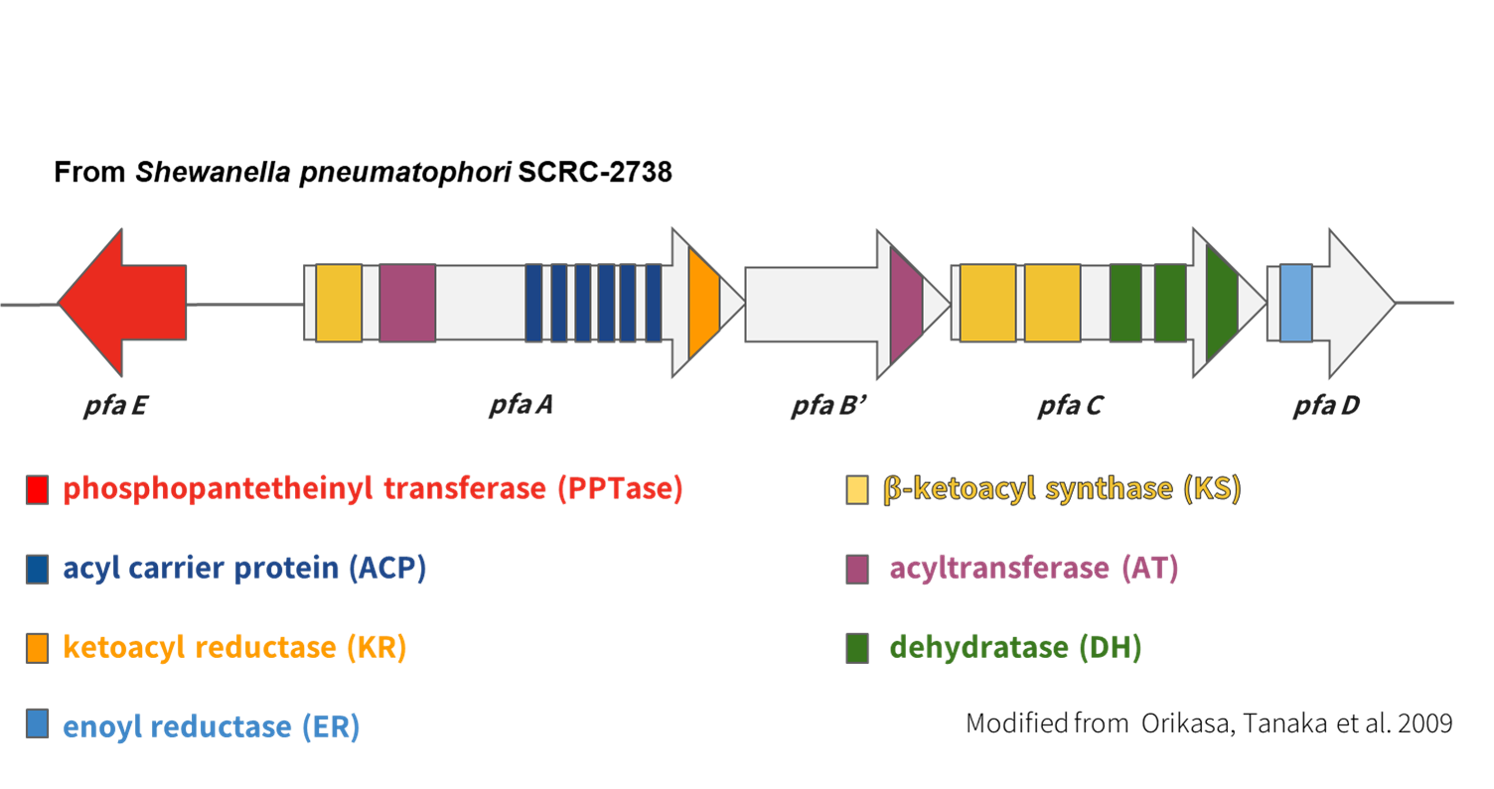 From Shewanella pneumatophori SCRC-2738
pfa E
pfa A
pfa B’
pfa C
pfa D
phosphopantetheinyl transferase (PPTase)
β-ketoacyl synthase (KS)
acyl carrier protein (ACP)
acyltransferase (AT)
ketoacyl reductase (KR)
dehydratase (DH)
enoyl reductase (ER)
Modified from Orikasa, Tanaka et al. 2009